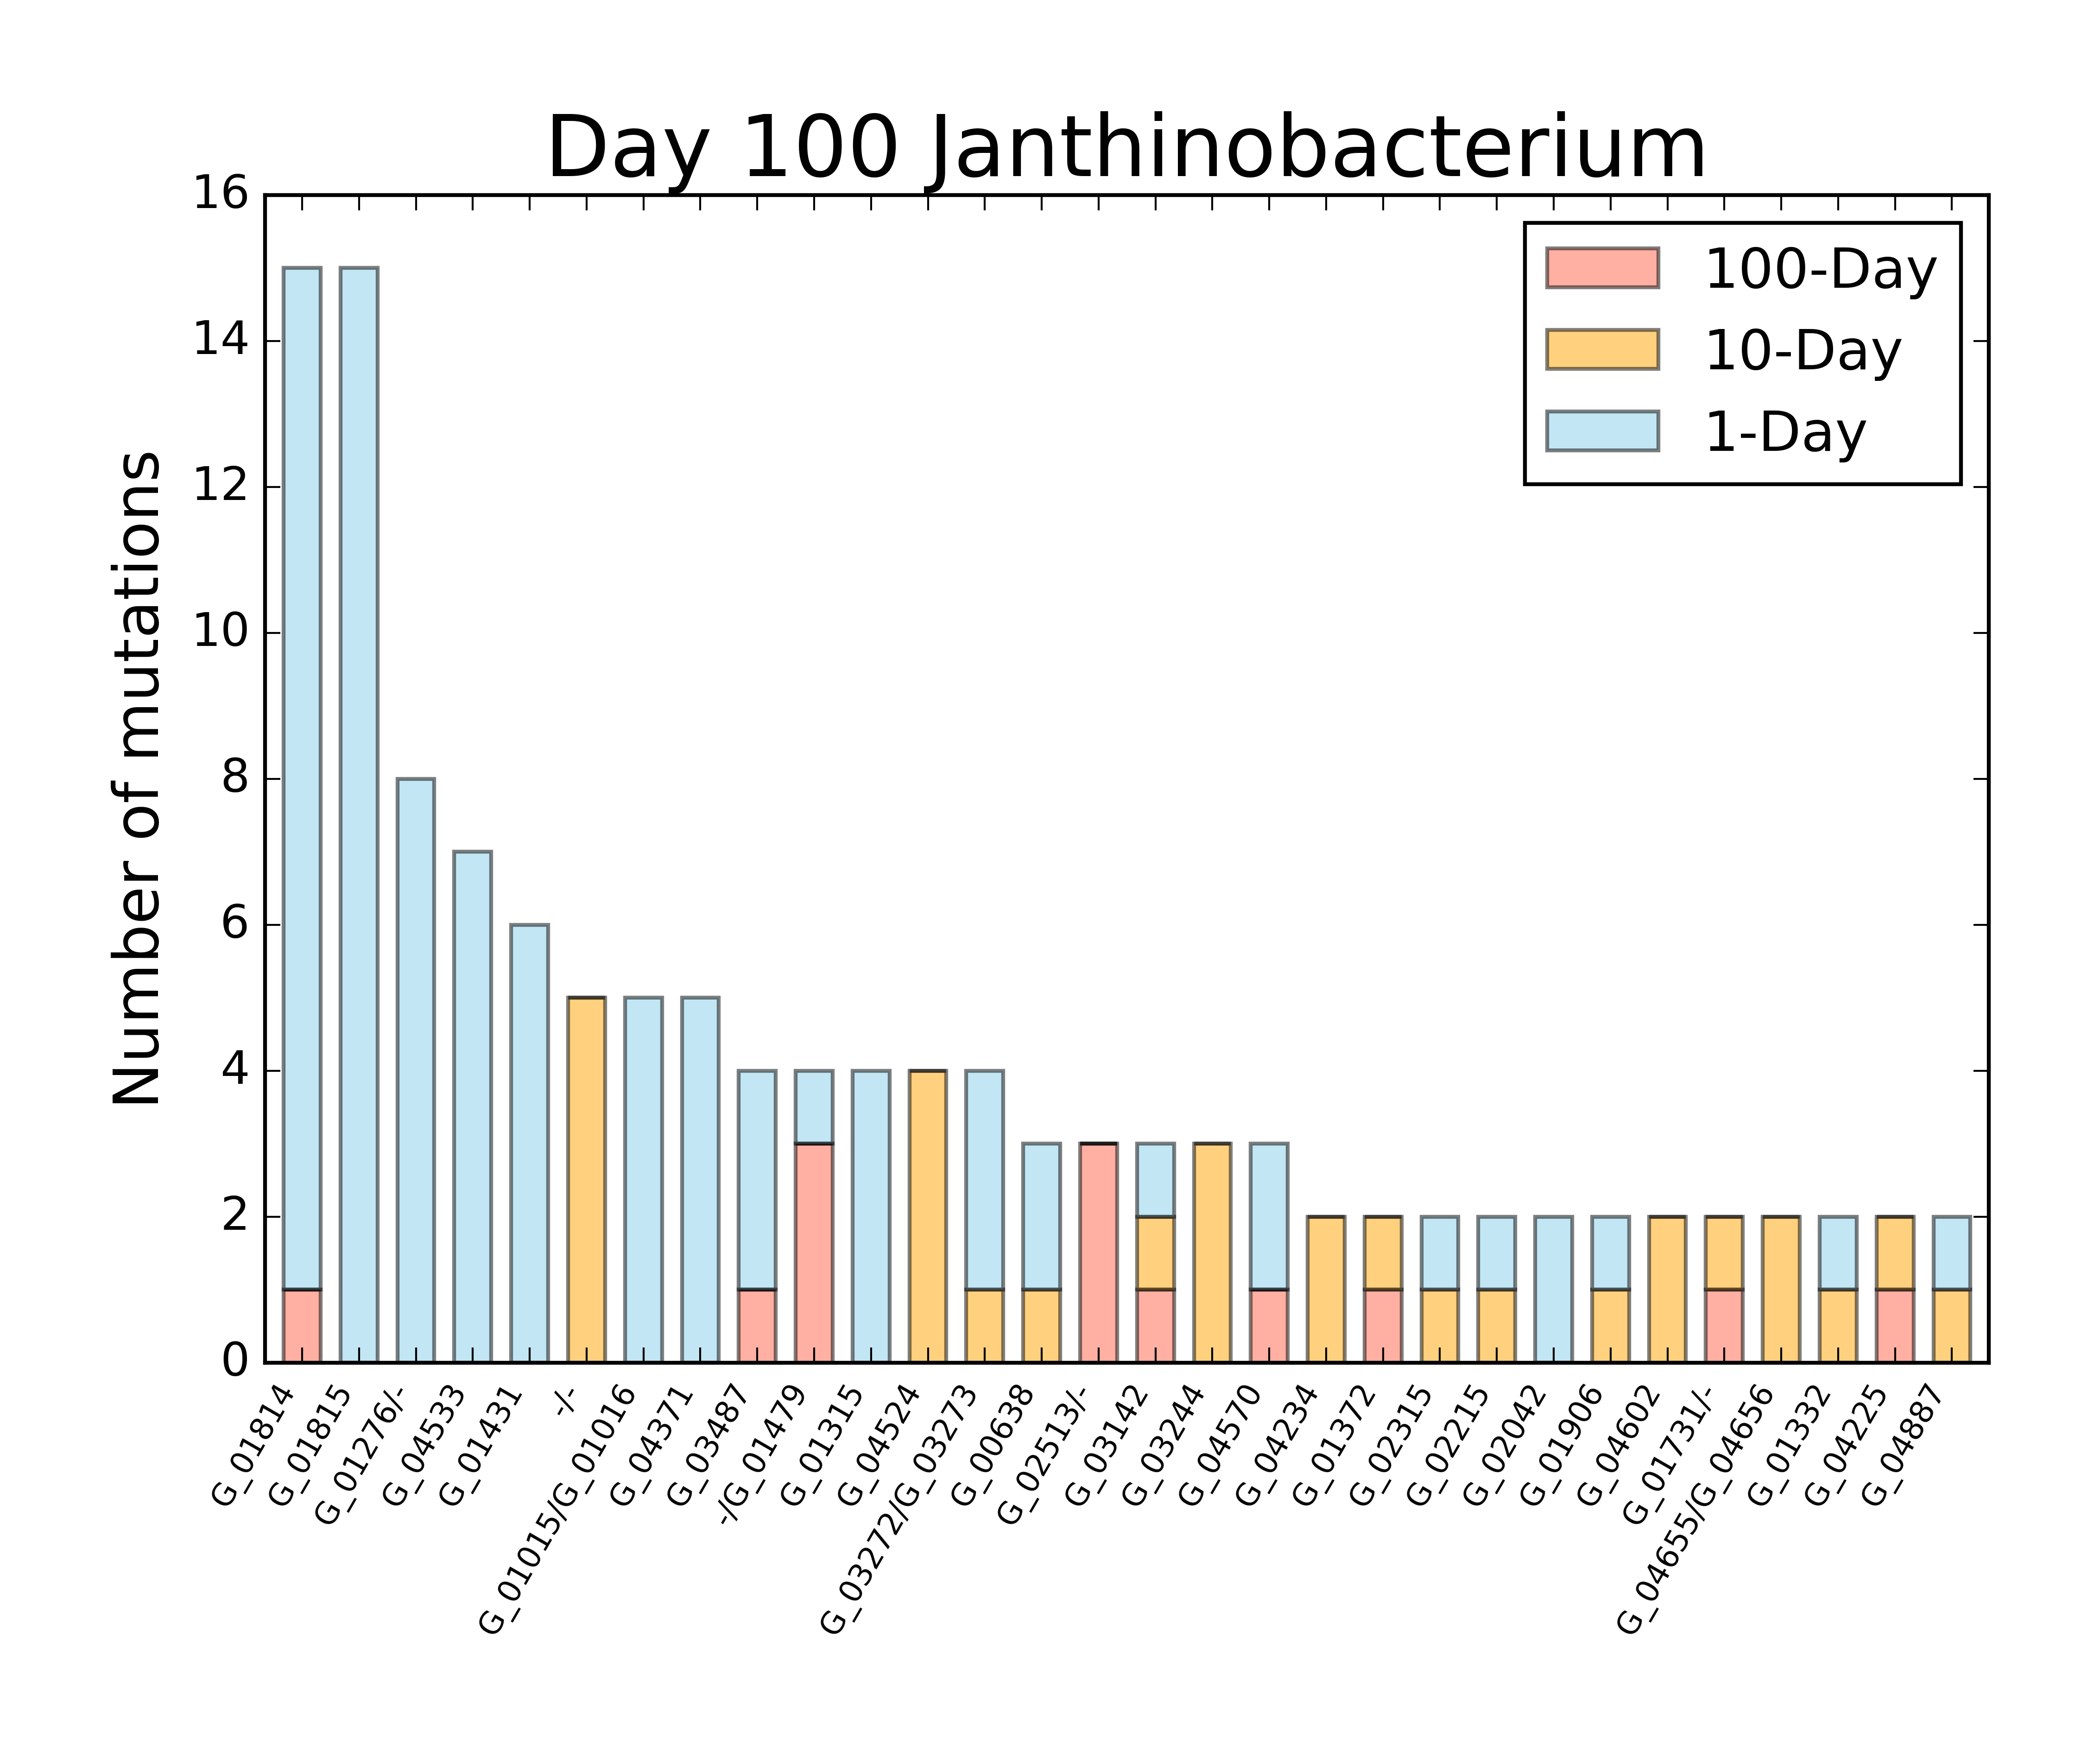 Day 100 Janthinobacterium
Number of mutations
16
14
12
10
8
6
4
2
0
100-Day
10-Day
1-Day
G_01814
G_01815
G_01276/-
G_04533
G_01431
-/-
G_01015/G_01016
G_04371
G_03487
-/G_01479
G_01315
G_04524
G_03272/G_03273
G_00638
G_02513/-
G_03142
G_03244
G_04570
G_04234
G_01372
G_02315
G_02215
G_02042
G_01906
G_04602
G_01731/-
G_04655/G_04656
G_01332
G_04225
G_04887